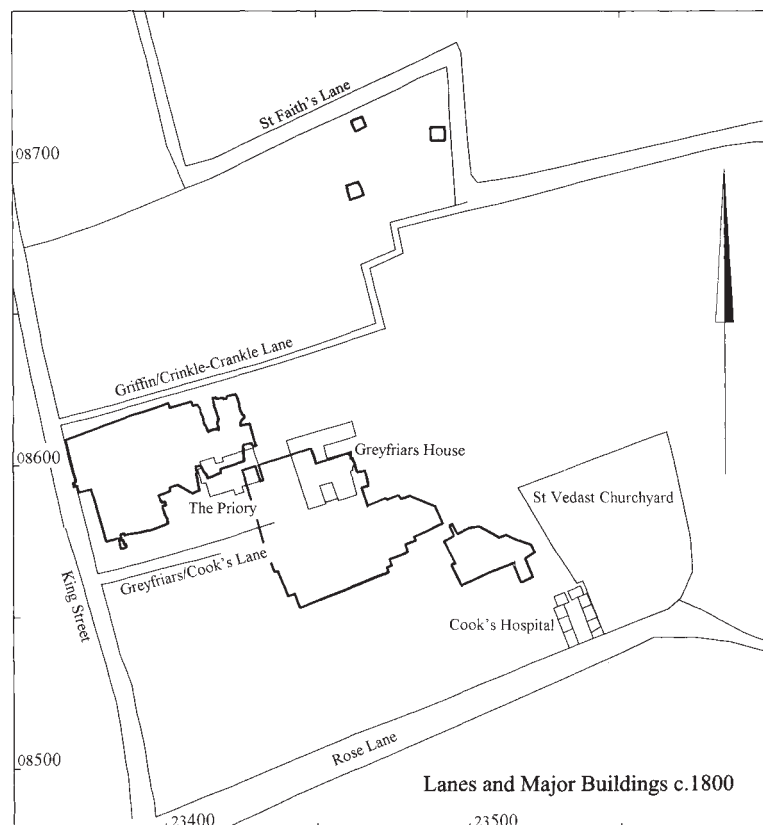 St Faith's Lane
08700
Griffin/Crinkle-Crankle Lane
08600
Greyfriars House
The Priory
St Vedast Churchyard
Greyfriars/Cook's Lane
King Street
Cook's Hospital
Rose Lane
08500
Lanes and Major Buildings c.1800
23400
23500